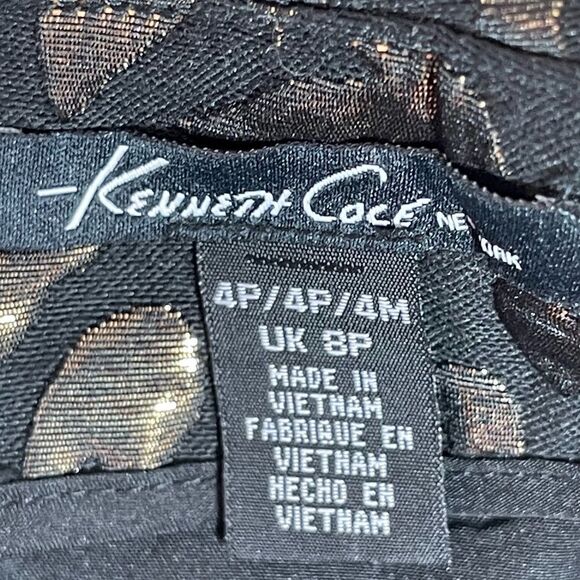 -KENNETH COLE NEW YORK
4P/4P/4M
UK 8P
MADE IN
VIETNAM
FABRIQUE EN
VIETNAM
HECHO EN
VIETNAM